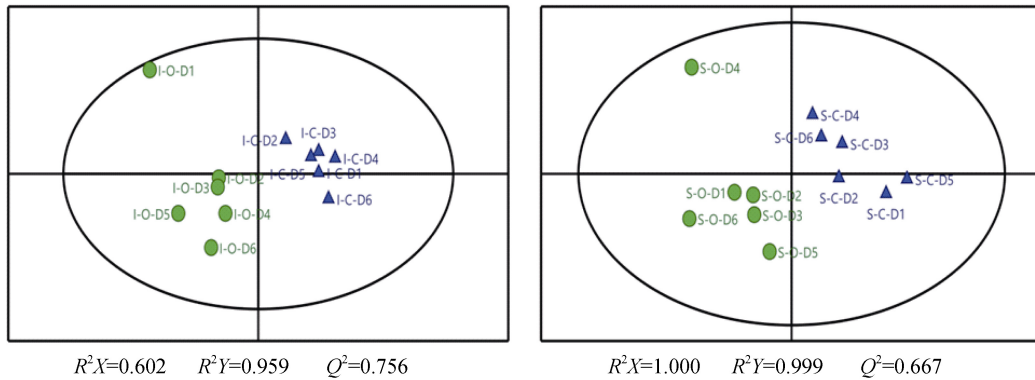 I-O-D1
I-C-D3
I-C-D2
I-C-D4
I-C-D5
I-C-D1
I-O-D2
I-O-D3
I-C-D6
I-O-D5
I-O-D4
I-O-D6
R²X=0.602 R²Y=0.959 Q²=0.756
S-O-D4
S-C-D4
S-C-D6
S-C-D3
S-C-D5
S-C-D2
S-C-D1
S-O-D1
S-O-D2
S-O-D6
S-O-D3
S-O-D5
R²X=1.000 R²Y=0.999 Q²=0.667